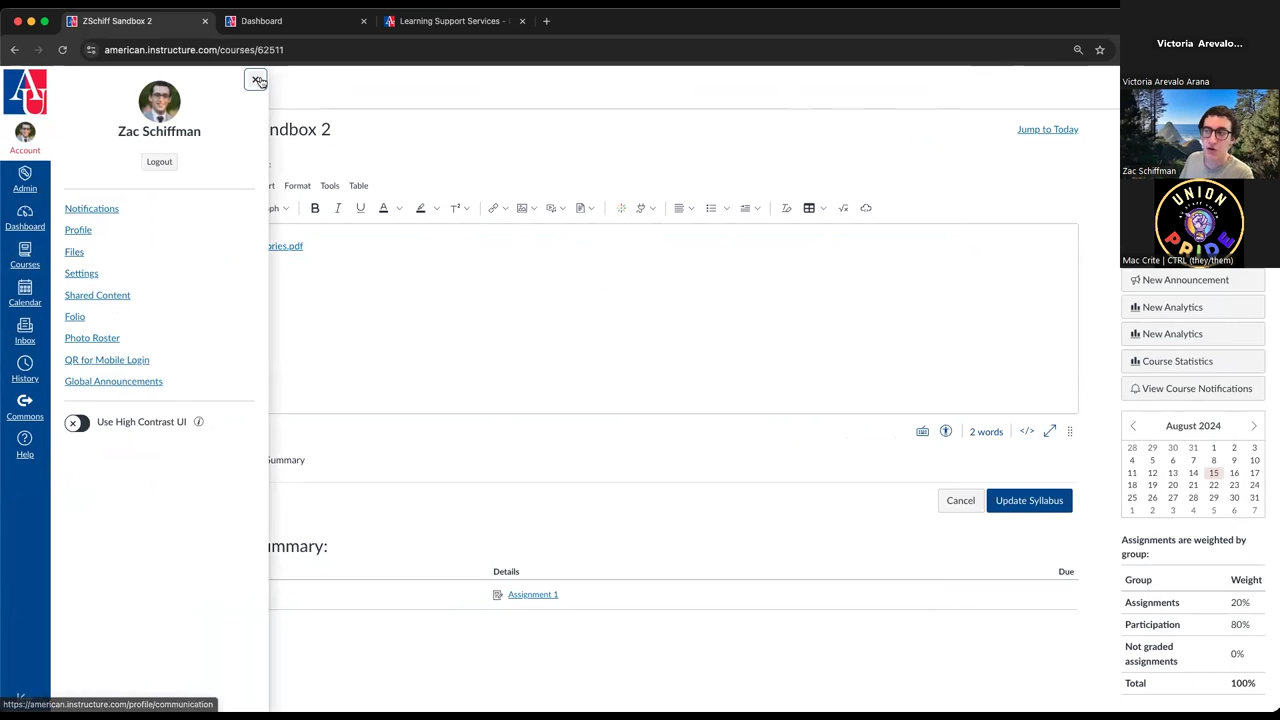 ZSchiff Sandbox 2
Dashboard
Learning Support Services -
american.instructure.com/courses/62511
Account
Admin
Dashboard
Courses
Calendar
Inbox
History
Commons
Help
Zac Schiffman
Logout
Notifications
Profile
Files
Settings
Shared Content
Folio
Photo Roster
QR for Mobile Login
Global Announcements
Use High Contrast UI
https://american.instructure.com/profile/communication
ndbox 2
Jump to Today
rt Format Tools Table
ph
ories.pdf
2 words
</>
Summary
Cancel
Update Syllabus
ummary:
Details Due
Assignment 1
Victoria Arevalo...
Victoria Arevalo Arana
Zac Schiffman
UNION
PRIDE
Mac Crite | CTRL (they/them)
New Announcement
New Analytics
New Analytics
Course Statistics
View Course Notifications
August 2024
28 29 30 31 1 2 3
4 5 6 7 8 9 10
11 12 13 14 15 16 17
18 19 20 21 22 23 24
25 26 27 28 29 30 31
1 2 3 4 5 6 7
Assignments are weighted by
group:
Group Weight
Assignments 20%
Participation 80%
Not graded
assignments 0%
Total 100%